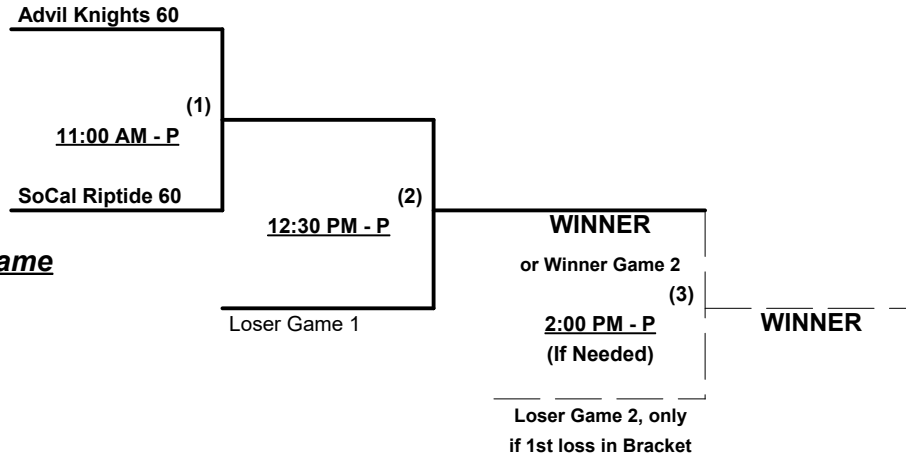 Advil Knights 60
(1)
11:00 AM - P
SoCal Riptide 60
(2)
12:30 PM - P
WINNER
or Winner Game 2
ame
(3)
Loser Game 1
2:00 PM - P
WINNER
(If Needed)
Loser Game 2, only
if 1st loss in Bracket